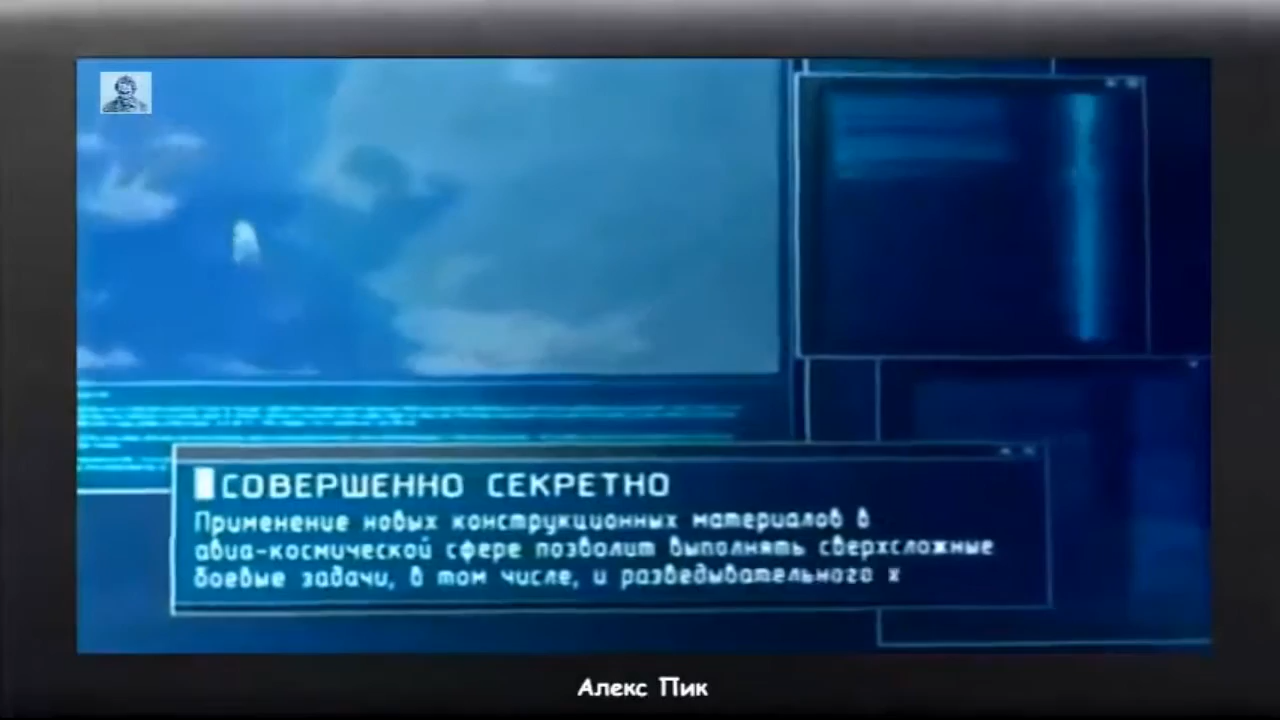 СОВЕРШЕННО СЕКРЕТНО
Применение новых конструкционных материалов в
авиа-космической сфере позволит выполнять сверхсложные
боевые задачи, в том числе, и разведывательного х
Алекс Пик